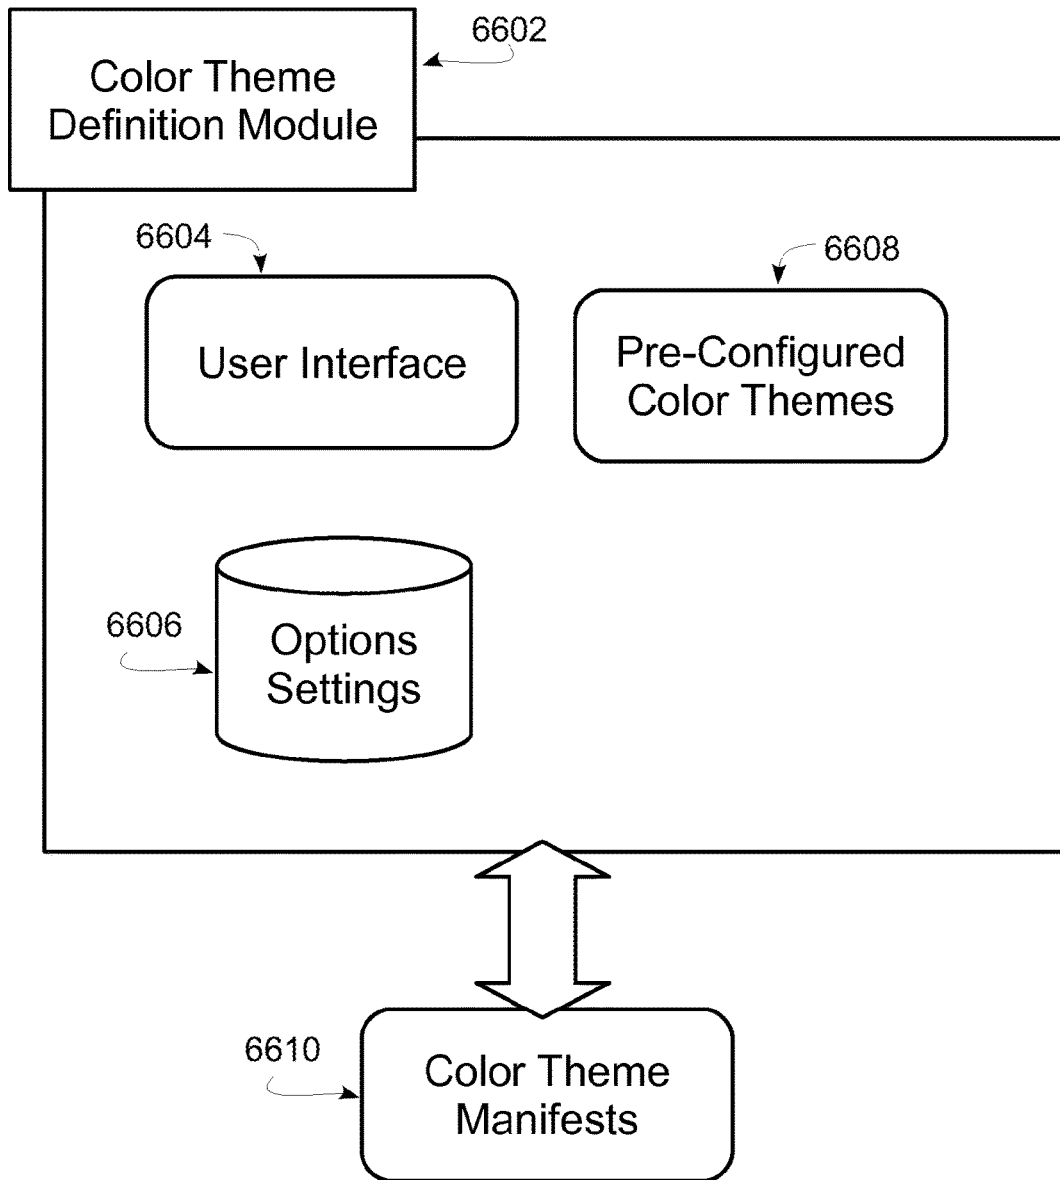 6602
Color Theme
Definition Module
6604
6608
User Interface
Pre-Configured
Color Themes
6606
Options
Settings
6610
Color Theme
Manifests